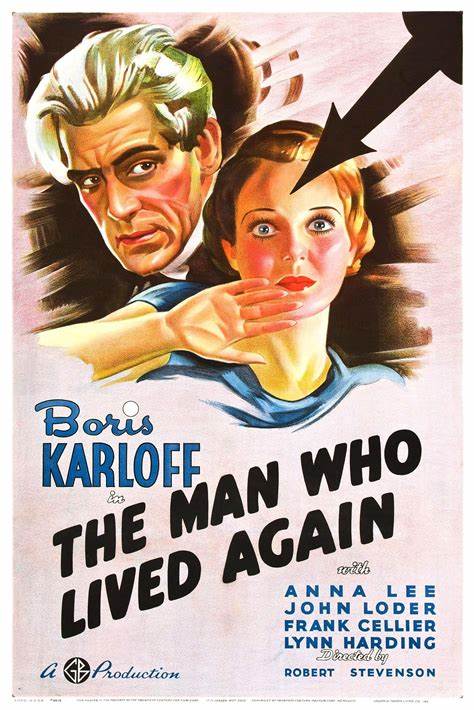 Boris
KARLOFF
in
THE MAN WHO
LIVED AGAIN
with
ANNA LEE
JOHN LODER
FRANK CELLIER
LYNN HARDING
Directed by
ROBERT STEVENSON
A GB Production